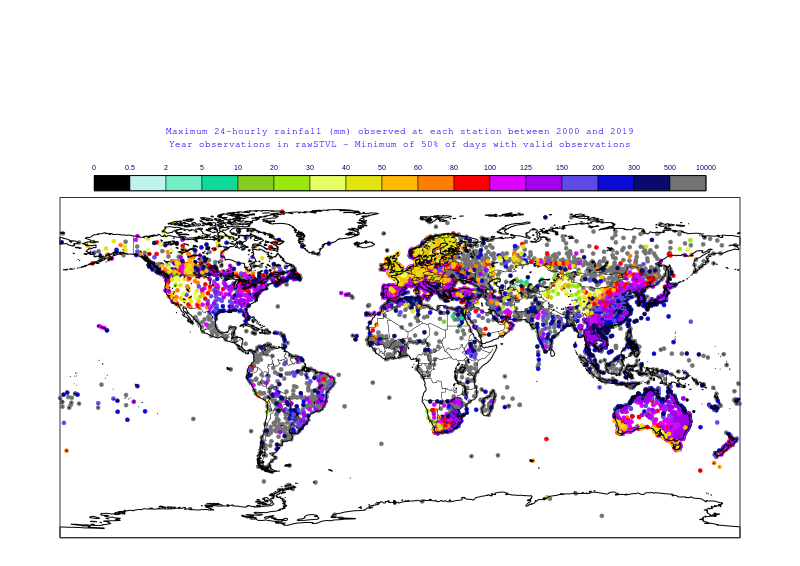 Maximum 24-hourly rainfall (mm) observed at each station between 2000 and 2019
Year observations in rawSTVL - Minimum of 50% of days with valid observations
0 0.5 2 5 10 20 30 40 60 80 100 125 150 200 300 500 10000